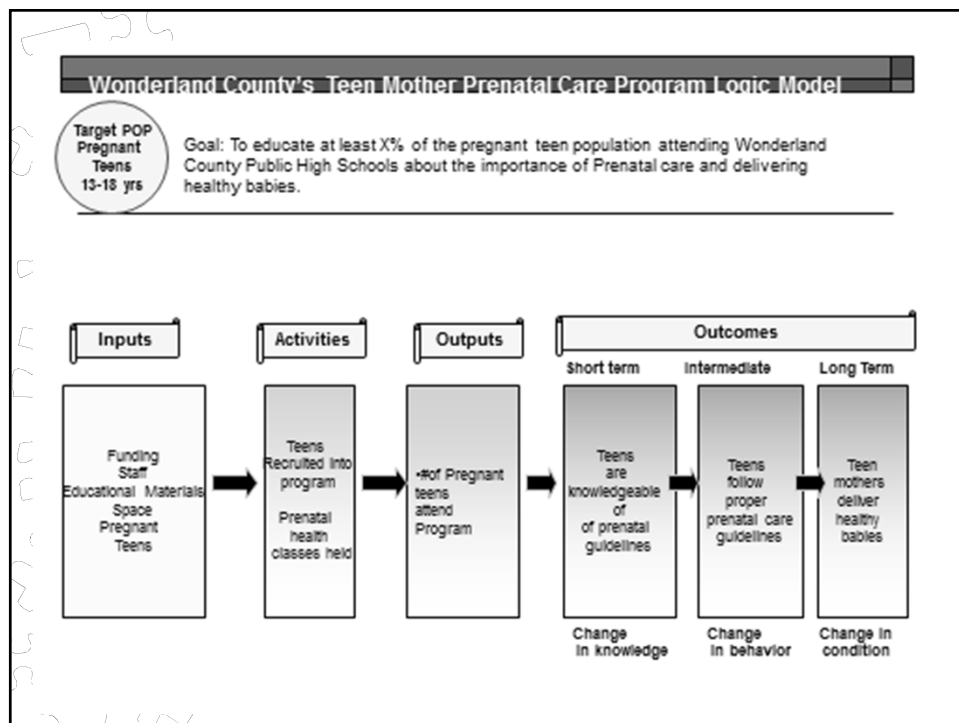 Wonderland County's Teen Mother Prenatal Care Program Logic Model
Target POP
Pregnant
Teens
13-18 yrs
Goal: To educate at least X% of the pregnant teen population attending Wonderland
County Public High Schools about the importance of Prenatal care and delivering
healthy babies.
Inputs
Activities
Outputs
Outcomes
Short term
Intermediate
Long Term
Funding
Staff
Educational Materials
Space
Pregnant
Teens
Teens
Recruited into
program
Prenatal
health
classes held
•#of Pregnant
teens
attend
Program
Teens
are
knowledgeable
of
of prenatal
guidelines
Teens
follow
proper
prenatal care
guidelines
Teen
mothers
deliver
healthy
babies
Change
in knowledge
Change
in behavior
Change in
condition